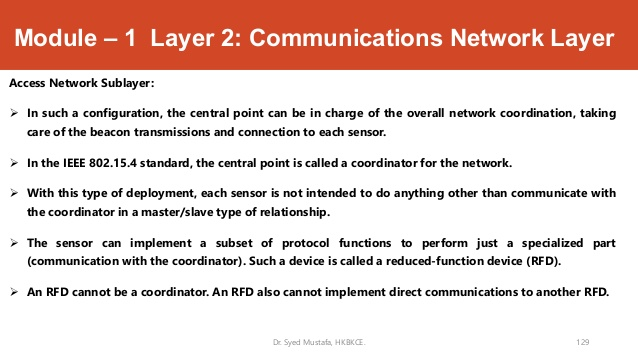 Module – 1  Layer 2: Communications Network Layer
Access Network Sublayer:
➢ In such a configuration, the central point can be in charge of the overall network coordination, taking
care of the beacon transmissions and connection to each sensor.
➢ In the IEEE 802.15.4 standard, the central point is called a coordinator for the network.
➢ With this type of deployment, each sensor is not intended to do anything other than communicate with
the coordinator in a master/slave type of relationship.
➢ The sensor can implement a subset of protocol functions to perform just a specialized part
(communication with the coordinator). Such a device is called a reduced-function device (RFD).
➢ An RFD cannot be a coordinator. An RFD also cannot implement direct communications to another RFD.
Dr. Syed Mustafa, HKBKCE. 129